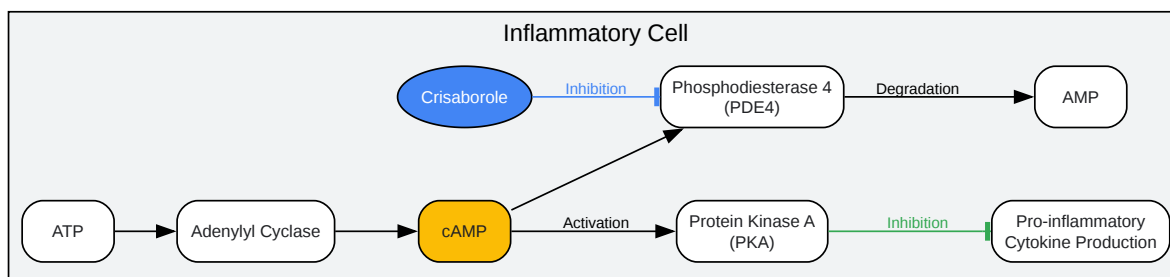 Inflammatory Cell
Crisaborole
Inhibition
Phosphodiesterase 4
(PDE4)
Degradation
AMP
ATP
Adenylyl Cyclase
cAMP
Activation
Protein Kinase A
(PKA)
Inhibition
Pro-inflammatory
Cytokine Production